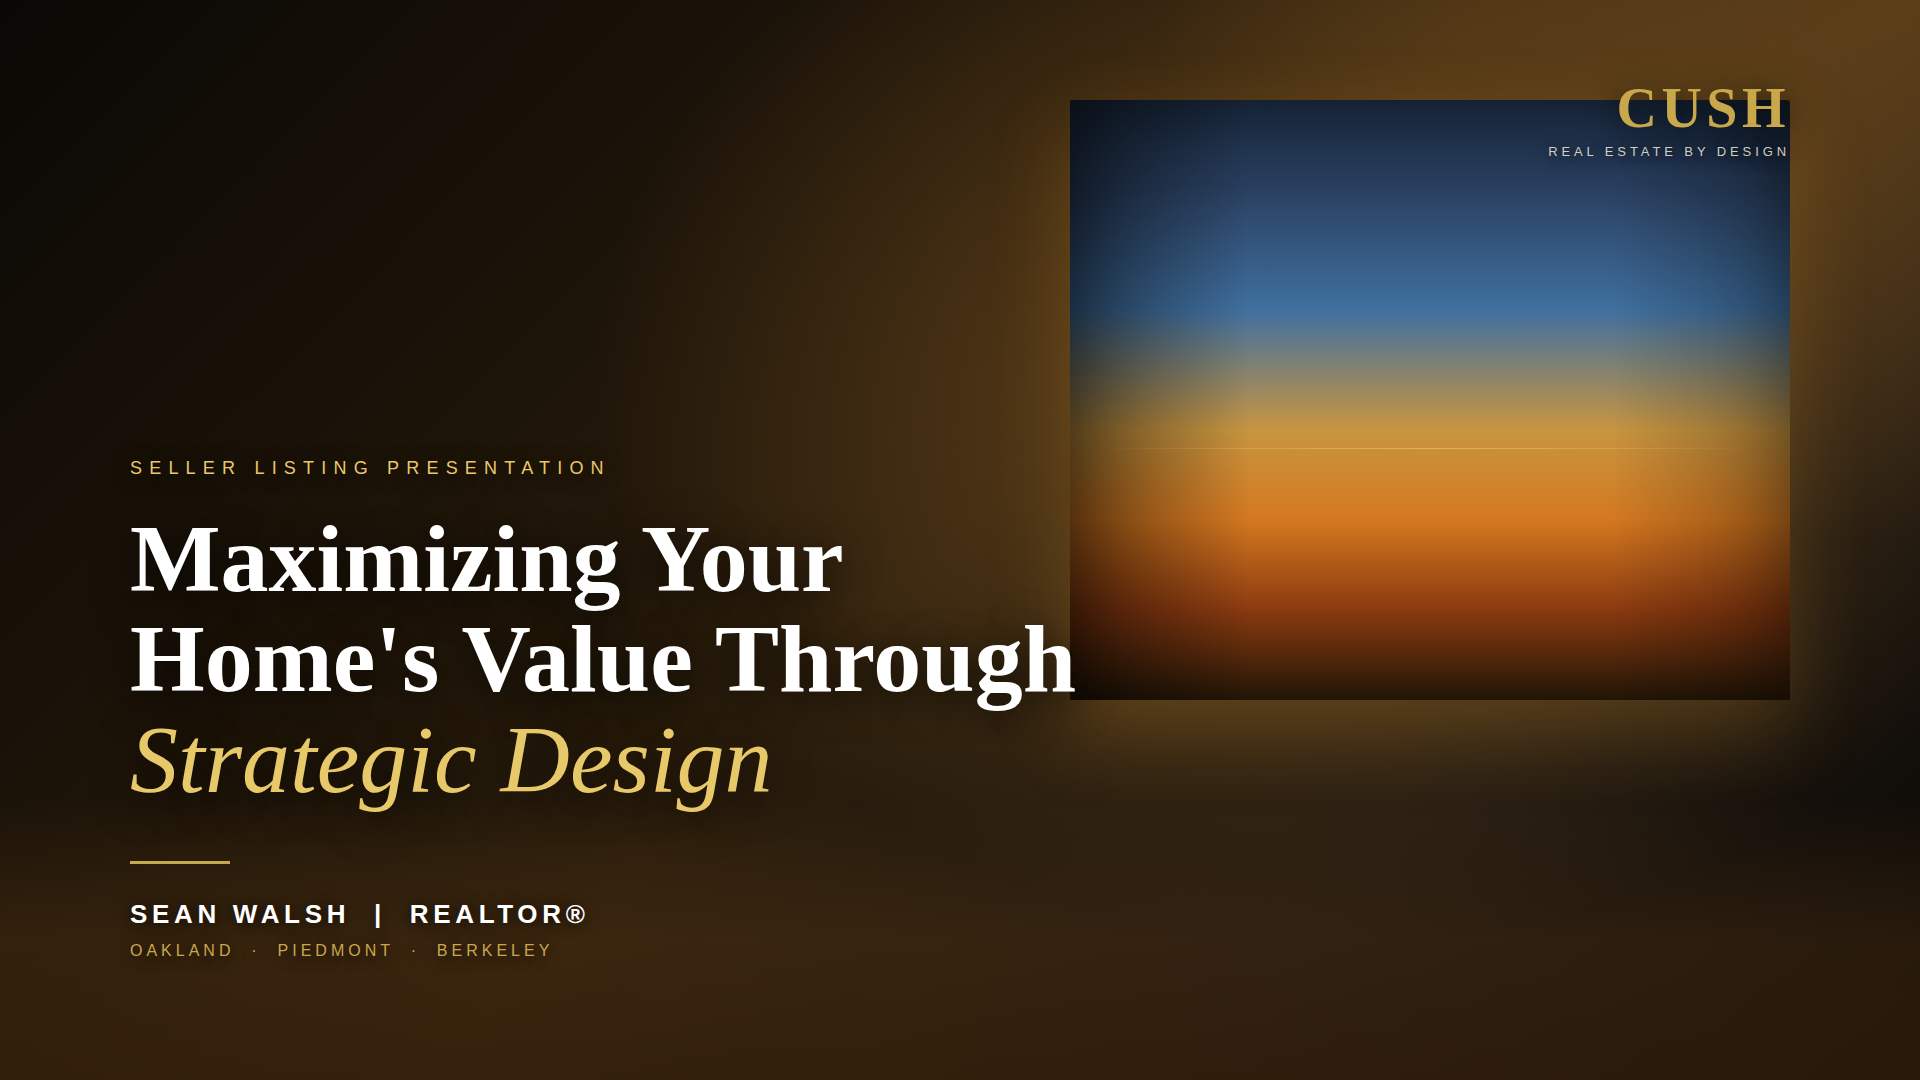 CUSH
REAL ESTATE BY DESIGN
SELLER LISTING PRESENTATION
Maximizing Your
Home's Value Through
Strategic Design
SEAN WALSH | REALTOR®
OAKLAND · PIEDMONT · BERKELEY